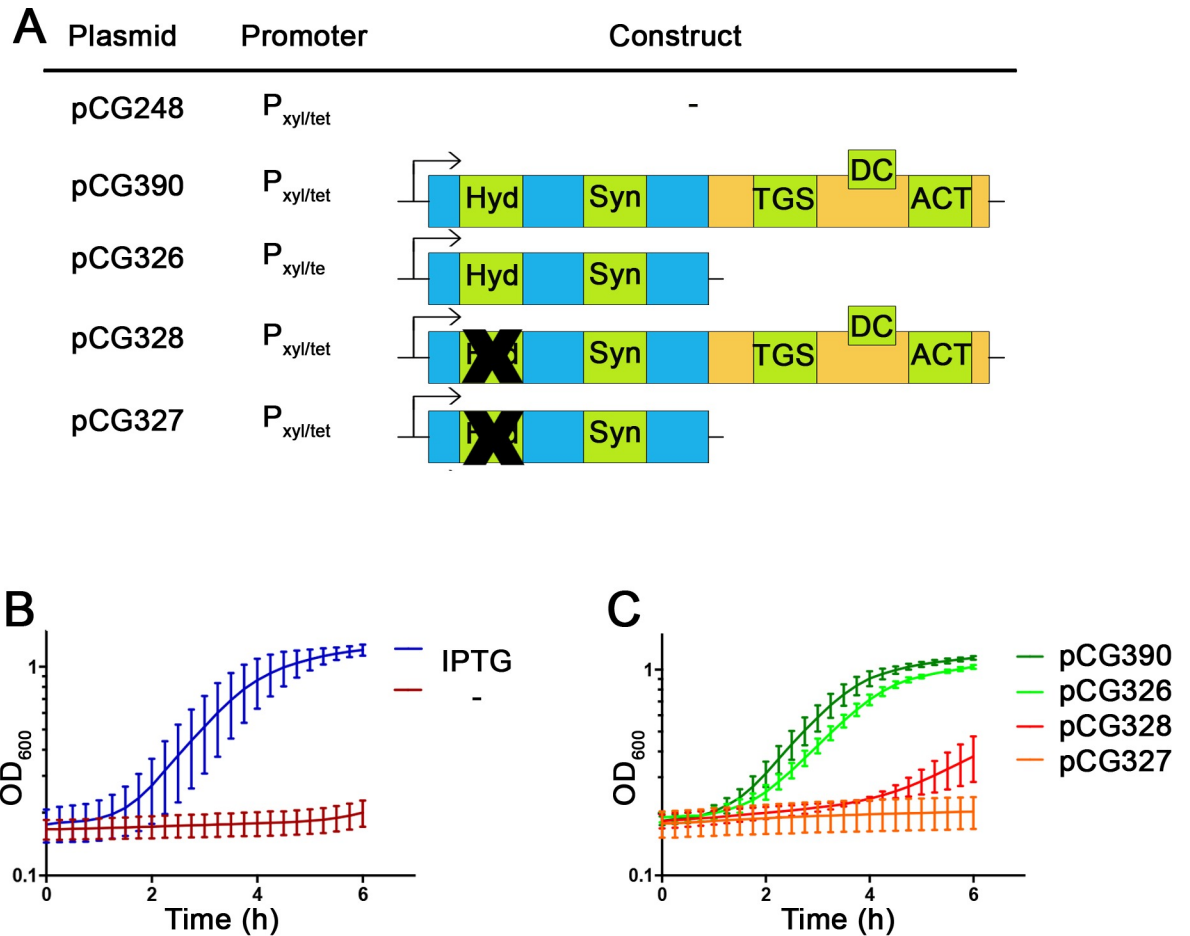 A Plasmid Promoter Construct
pCG248 Pxyl/tet -
pCG390 Pxyl/tet Hyd Syn TGS DC ACT
pCG326 Pxyl/te Hyd Syn
pCG328 Pxyl/tet X Syn TGS DC ACT
pCG327 Pxyl/tet X Syn
B
OD600
1
0.1
0 2 4 6
Time (h)
IPTG
-
C
OD600
1
0.1
0 2 4 6
Time (h)
pCG390
pCG326
pCG328
pCG327